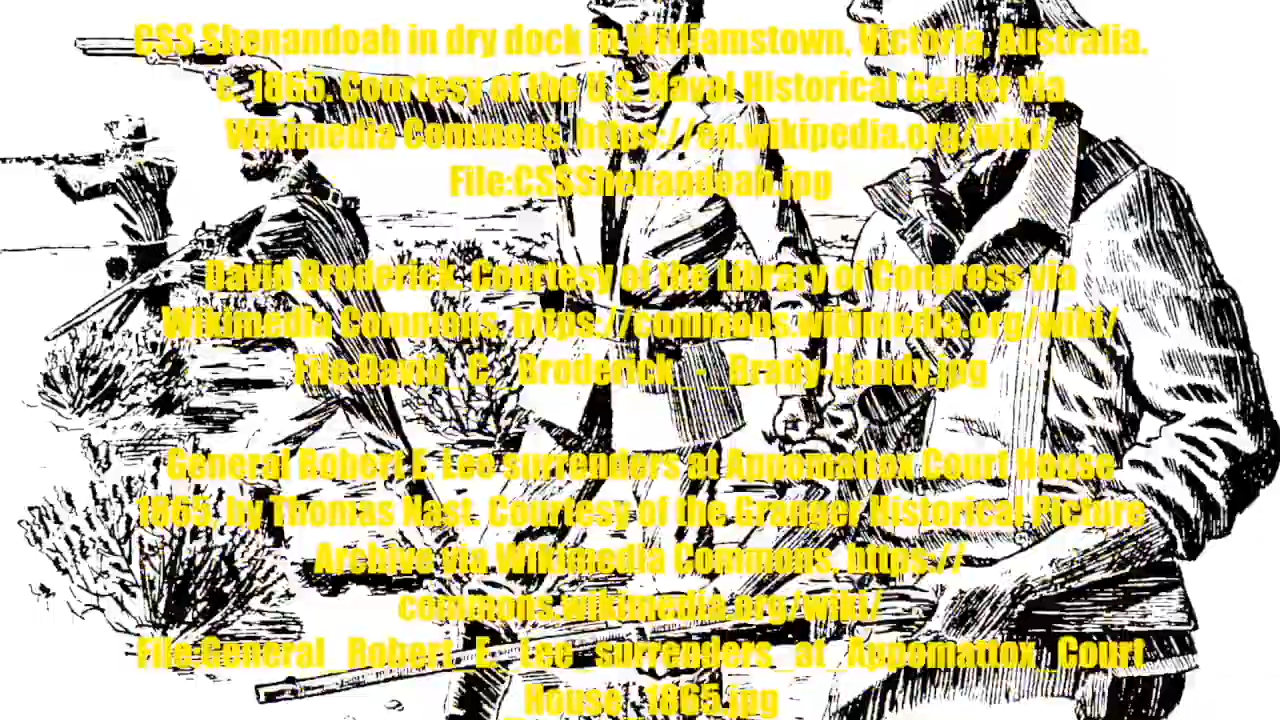 CSS Shenandoah in dry dock in Williamstown, Victoria, Australia.
c. 1865. Courtesy of the U.S. Naval Historical Center via
Wikimedia Commons. https://en.wikipedia.org/wiki/
File:CSSShenandoah.jpg
David Broderick. Courtesy of the Library of Congress via
Wikimedia Commons. https://commons.wikimedia.org/wiki/
File:David_C._Broderick_-_Brady-Handy.jpg
General Robert E. Lee surrenders at Appomattox Court House
1865, by Thomas Nast. Courtesy of the Granger Historical Picture
Archive via Wikimedia Commons. https://
commons.wikimedia.org/wiki/
File:General_Robert_E._Lee_surrenders_at_Appomattox_Court_
House_1865.jpg